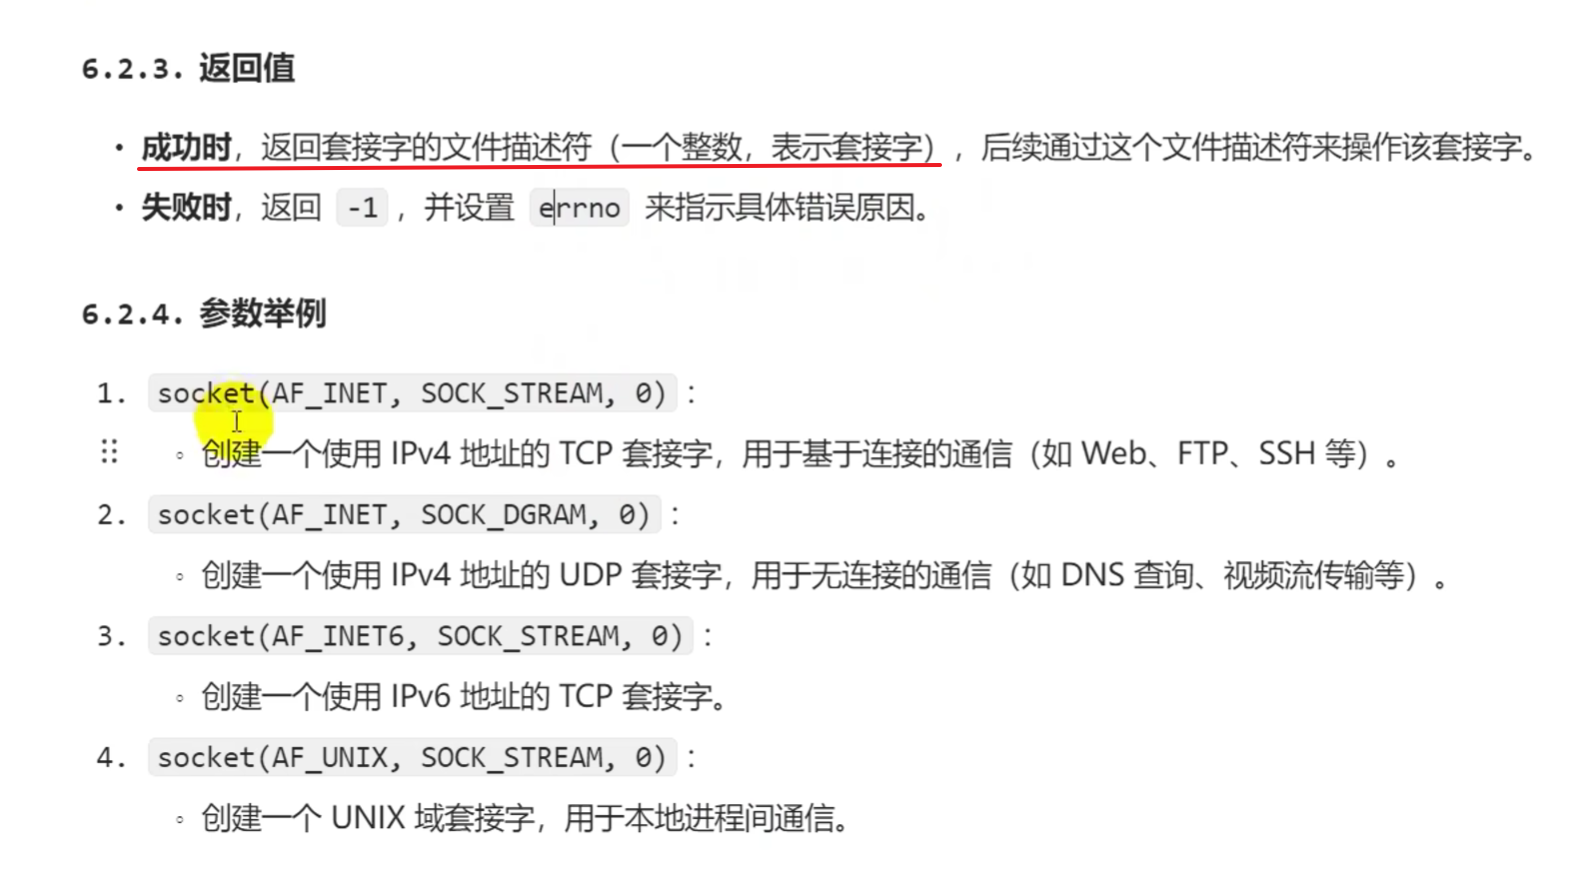 6.2.3. 返回值
• 成功时，返回套接字的文件描述符（一个整数，表示套接字），后续通过这个文件描述符来操作该套接字。
• 失败时，返回 -1 ，并设置 errno 来指示具体错误原因。
6.2.4. 参数举例
1. socket(AF_INET, SOCK_STREAM, 0)：
◦ 创建一个使用 IPv4 地址的 TCP 套接字，用于基于连接的通信（如 Web、FTP、SSH 等）。
2. socket(AF_INET, SOCK_DGRAM, 0)：
◦ 创建一个使用 IPv4 地址的 UDP 套接字，用于无连接的通信（如 DNS 查询、视频流传输等）。
3. socket(AF_INET6, SOCK_STREAM, 0)：
◦ 创建一个使用 IPv6 地址的 TCP 套接字。
4. socket(AF_UNIX, SOCK_STREAM, 0)：
◦ 创建一个 UNIX 域套接字，用于本地进程间通信。